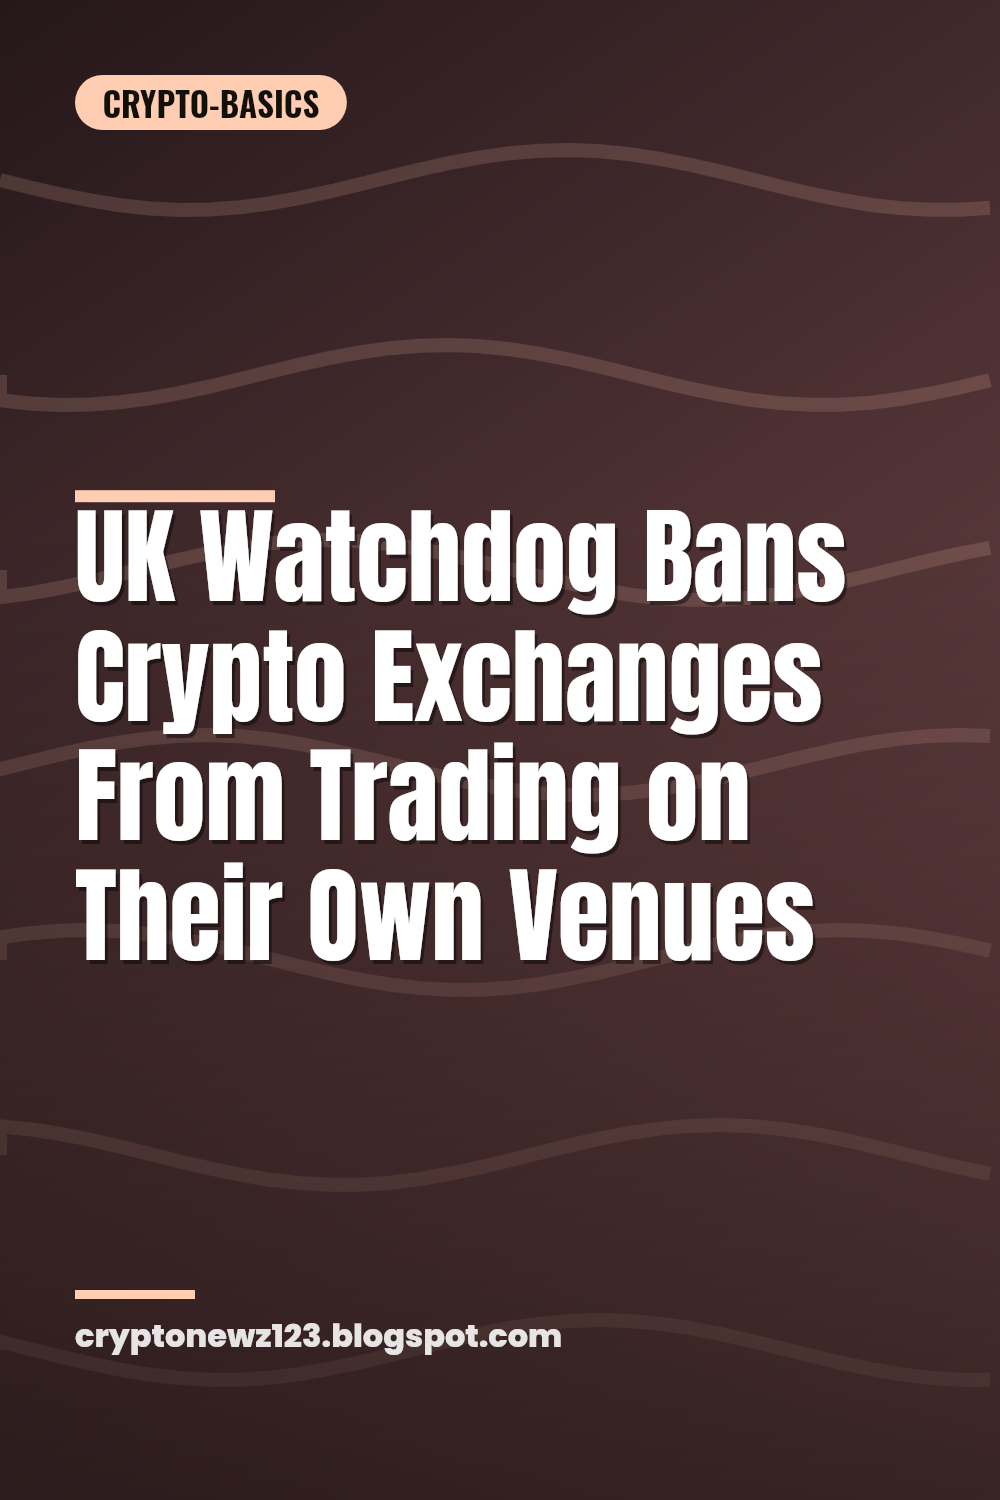 CRYPTO-BASICS
UK Watchdog Bans
Crypto Exchanges
From Trading on
Their Own Venues
cryptonewz123.blogspot.com